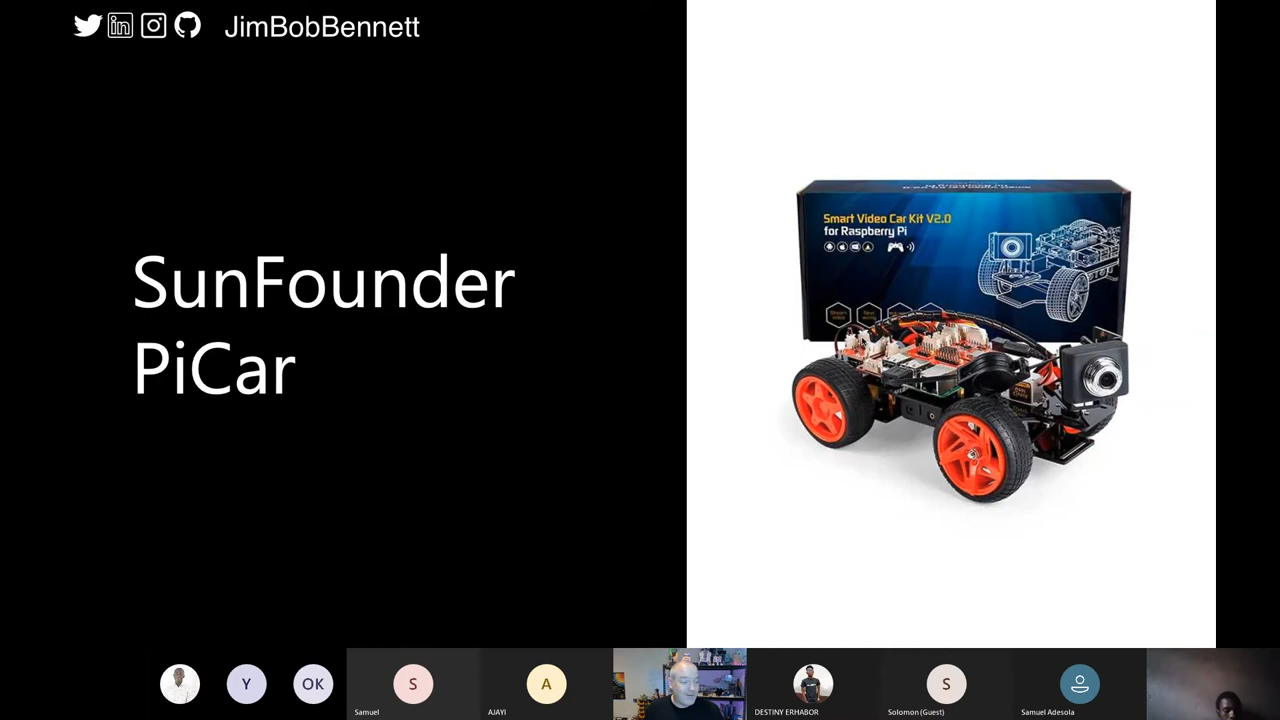 JimBobBennett
SunFounder
PiCar
Smart Video Car Kit V2.0
for Raspberry Pi
Y
OK
S
Samuel
A
AJAYI
DESTINY ERHABOR
S
Solomon (Guest)
Samuel Adesola